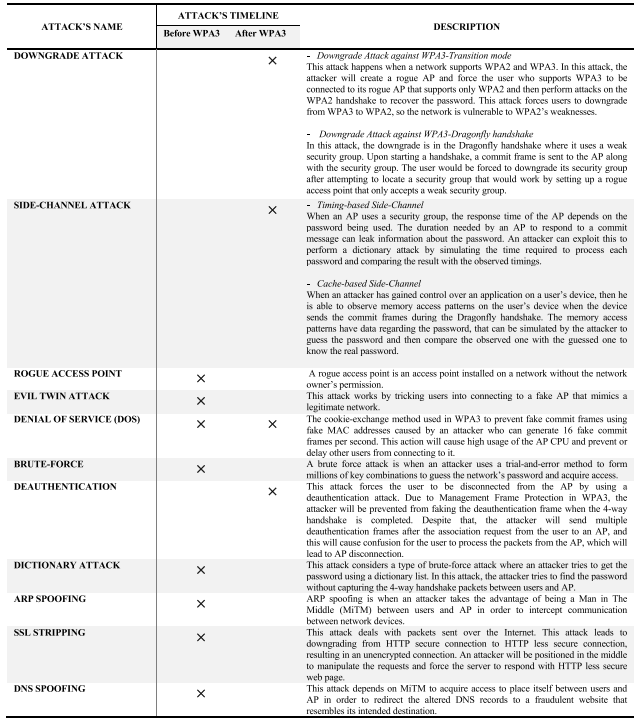 ATTACK'S NAME
ATTACK'S TIMELINE
Before WPA3
After WPA3
DESCRIPTION
DOWNGRADE ATTACK
×
- Downgrade Attack against WPA3-Transition mode
This attack happens when a network supports WPA2 and WPA3. In this attack, the
attacker will create a rogue AP and force the user who supports WPA3 to be
connected to its rogue AP that supports only WPA2 and then perform attacks on the
WPA2 handshake to recover the password. This attack forces users to downgrade
from WPA3 to WPA2, so the network is vulnerable to WPA2's weaknesses.
- Downgrade Attack against WPA3-Dragonfly handshake
In this attack, the downgrade is in the Dragonfly handshake where it uses a weak
security group. Upon starting a handshake, a commit frame is sent to the AP along
with the security group. The user would be forced to downgrade its security group
after attempting to locate a security group that would work by setting up a rogue
access point that only accepts a weak security group.
SIDE-CHANNEL ATTACK
×
- Timing-based Side-Channel
When an AP uses a security group, the response time of the AP depends on the
password being used. The duration needed by an AP to respond to a commit
message can leak information about the password. An attacker can exploit this to
perform a dictionary attack by simulating the time required to process each
password and comparing the result with the observed timings.
- Cache-based Side-Channel
When an attacker has gained control over an application on a user's device, then he
is able to observe memory access patterns on the user's device when the device
sends the commit frames during the Dragonfly handshake. The memory access
patterns have data regarding the password, that can be simulated by the attacker to
guess the password and then compare the observed one with the guessed one to
know the real password.
ROGUE ACCESS POINT
×
A rogue access point is an access point installed on a network without the network
owner's permission.
EVIL TWIN ATTACK
×
This attack works by tricking users into connecting to a fake AP that mimics a
legitimate network.
DENIAL OF SERVICE (DOS)
×
×
The cookie-exchange method used in WPA3 to prevent fake commit frames using
fake MAC addresses caused by an attacker who can generate 16 fake commit
frames per second. This action will cause high usage of the AP CPU and prevent or
delay other users from connecting to it.
BRUTE-FORCE
×
A brute force attack is when an attacker uses a trial-and-error method to form
millions of key combinations to guess the network's password and acquire access.
DEAUTHENTICATION
×
This attack forces the user to be disconnected from the AP by using a
deauthentication attack. Due to Management Frame Protection in WPA3, the
attacker will be prevented from faking the deauthentication frame when the 4-way
handshake is completed. Despite that, the attacker will send multiple
deauthentication frames after the association request from the user to an AP, and
this will cause confusion for the user to process the packets from the AP, which will
lead to AP disconnection.
DICTIONARY ATTACK
×
This attack considers a type of brute-force attack where an attacker tries to get the
password using a dictionary list. In this attack, the attacker tries to find the password
without capturing the 4-way handshake packets between users and AP.
ARP SPOOFING
×
ARP spoofing is when an attacker takes the advantage of being a Man in The
Middle (MiTM) between users and AP in order to intercept communication
between network devices.
SSL STRIPPING
×
This attack deals with packets sent over the Internet. This attack leads to
downgrading from HTTP secure connection to HTTP less secure connection,
resulting in an unencrypted connection. An attacker will be positioned in the middle
to manipulate the requests and force the server to respond with HTTP less secure
web page.
DNS SPOOFING
×
This attack depends on MiTM to acquire access to place itself between users and
AP in order to redirect the altered DNS records to a fraudulent website that
resembles its intended destination.